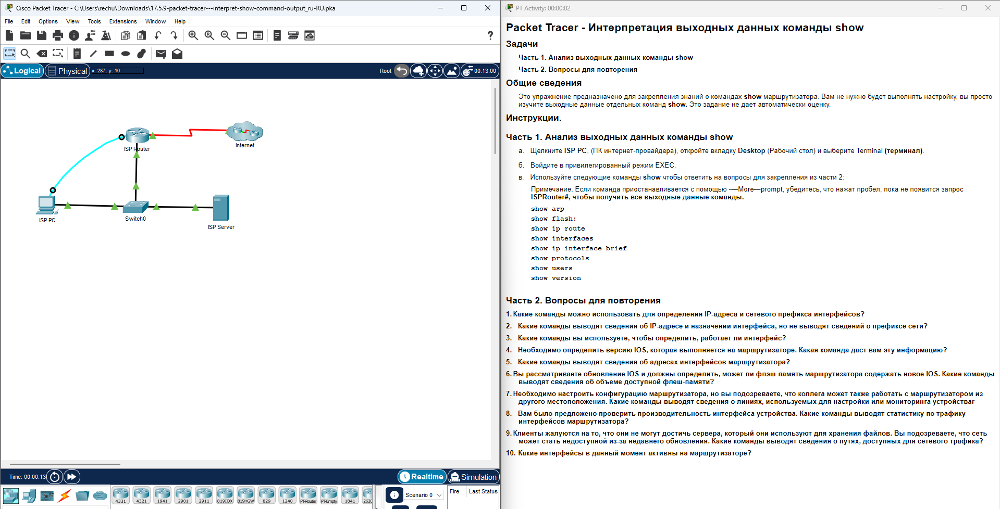 Cisco Packet Tracer - C:\Users\rechu\Downloads\17.5.9-packet-tracer---interpret-show-command-output_ru-RU.pka
File Edit Options View Tools Extensions Window Help
Logical Physical x: 287, y: 10 Root 00:13:00
ISP Router
Internet
ISP PC
Switch0
ISP Server
Time: 00:00:13 Realtime Simulation
4331 4321 1941 2901 2911 819IOX 819HGW 829 1240 PT-Router PT-Empty 1841 2620
Scenario 0
Fire Last Status
PT Activity: 00:00:02
Packet Tracer - Интерпретация выходных данных команды show
Задачи
Часть 1. Анализ выходных данных команды show
Часть 2. Вопросы для повторения
Общие сведения
Это упражнение предназначено для закрепления знаний о командах show маршрутизатора. Вам не нужно будет выполнять настройку, вы просто
изучите выходные данные отдельных команд show. Это задание не дает автоматически оценку.
Инструкции.
Часть 1. Анализ выходных данных команды show
а. Щелкните ISP PC, (ПК интернет-провайдера), откройте вкладку Desktop (Рабочий стол) и выберите Terminal (терминал).
б. Войдите в привилегированный режим EXEC.
в. Используйте следующие команды show чтобы ответить на вопросы для закрепления из части 2:
Примечание. Если команда приостанавливается с помощью -—More—prompt, убедитесь, что нажат пробел, пока не появится запрос
ISPRouter#, чтобы получить все выходные данные команды.
show arp
show flash:
show ip route
show interfaces
show ip interface brief
show protocols
show users
show version
Часть 2. Вопросы для повторения
1. Какие команды можно использовать для определения IP-адреса и сетевого префикса интерфейсов?
2. Какие команды выводят сведения об IP-адресе и назначении интерфейса, но не выводят сведений о префиксе сети?
3. Какие команды вы используете, чтобы определить, работает ли интерфейс?
4. Необходимо определить версию IOS, которая выполняется на маршрутизаторе. Какая команда даст вам эту информацию?
5. Какие команды выводят сведения об адресах интерфейсов маршрутизатора?
6. Вы рассматриваете обновление IOS и должны определить, может ли флэш-память маршрутизатора содержать новое IOS. Какие команды
выводят сведения об объеме доступной флеш-памяти?
7. Необходимо настроить конфигурацию маршрутизатора, но вы подозреваете, что коллега может также работать с маршрутизатором из
другого местоположения. Какие команды выводят сведения о линиях, используемых для настройки или мониторинга устройстваr
8. Вам было предложено проверить производительность интерфейса устройства. Какие команды выводят статистику по трафику
интерфейсов маршрутизатора?
9. Клиенты жалуются на то, что они не могут достичь сервера, который они используют для хранения файлов. Вы подозреваете, что сеть
может стать недоступной из-за недавнего обновления. Какие команды выводят сведения о путях, доступных для сетевого трафика?
10. Какие интерфейсы в данный момент активны на маршрутизаторе?